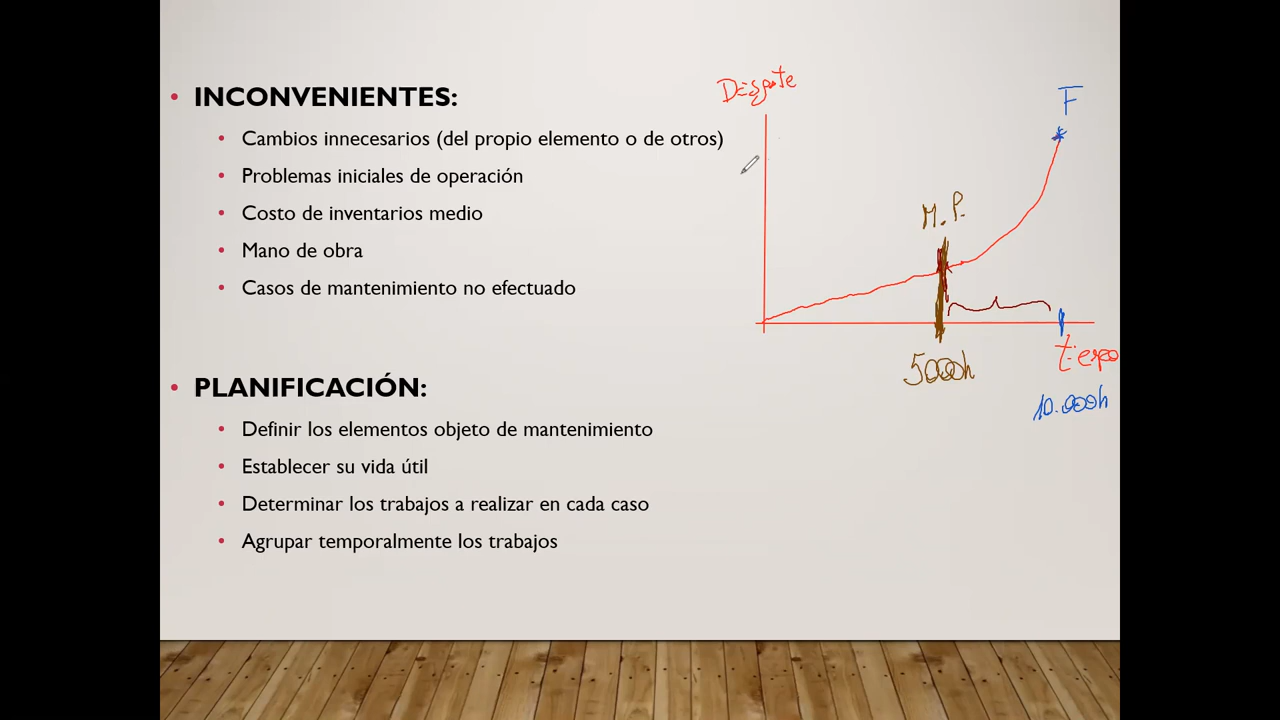 INCONVENIENTES:
Cambios innecesarios (del propio elemento o de otros)
Problemas iniciales de operación
Costo de inventarios medio
Mano de obra
Casos de mantenimiento no efectuado
PLANIFICACIÓN:
Definir los elementos objeto de mantenimiento
Establecer su vida útil
Determinar los trabajos a realizar en cada caso
Agrupar temporalmente los trabajos
Desgaste
F
M.P.
5000h
tiempo
10.000h